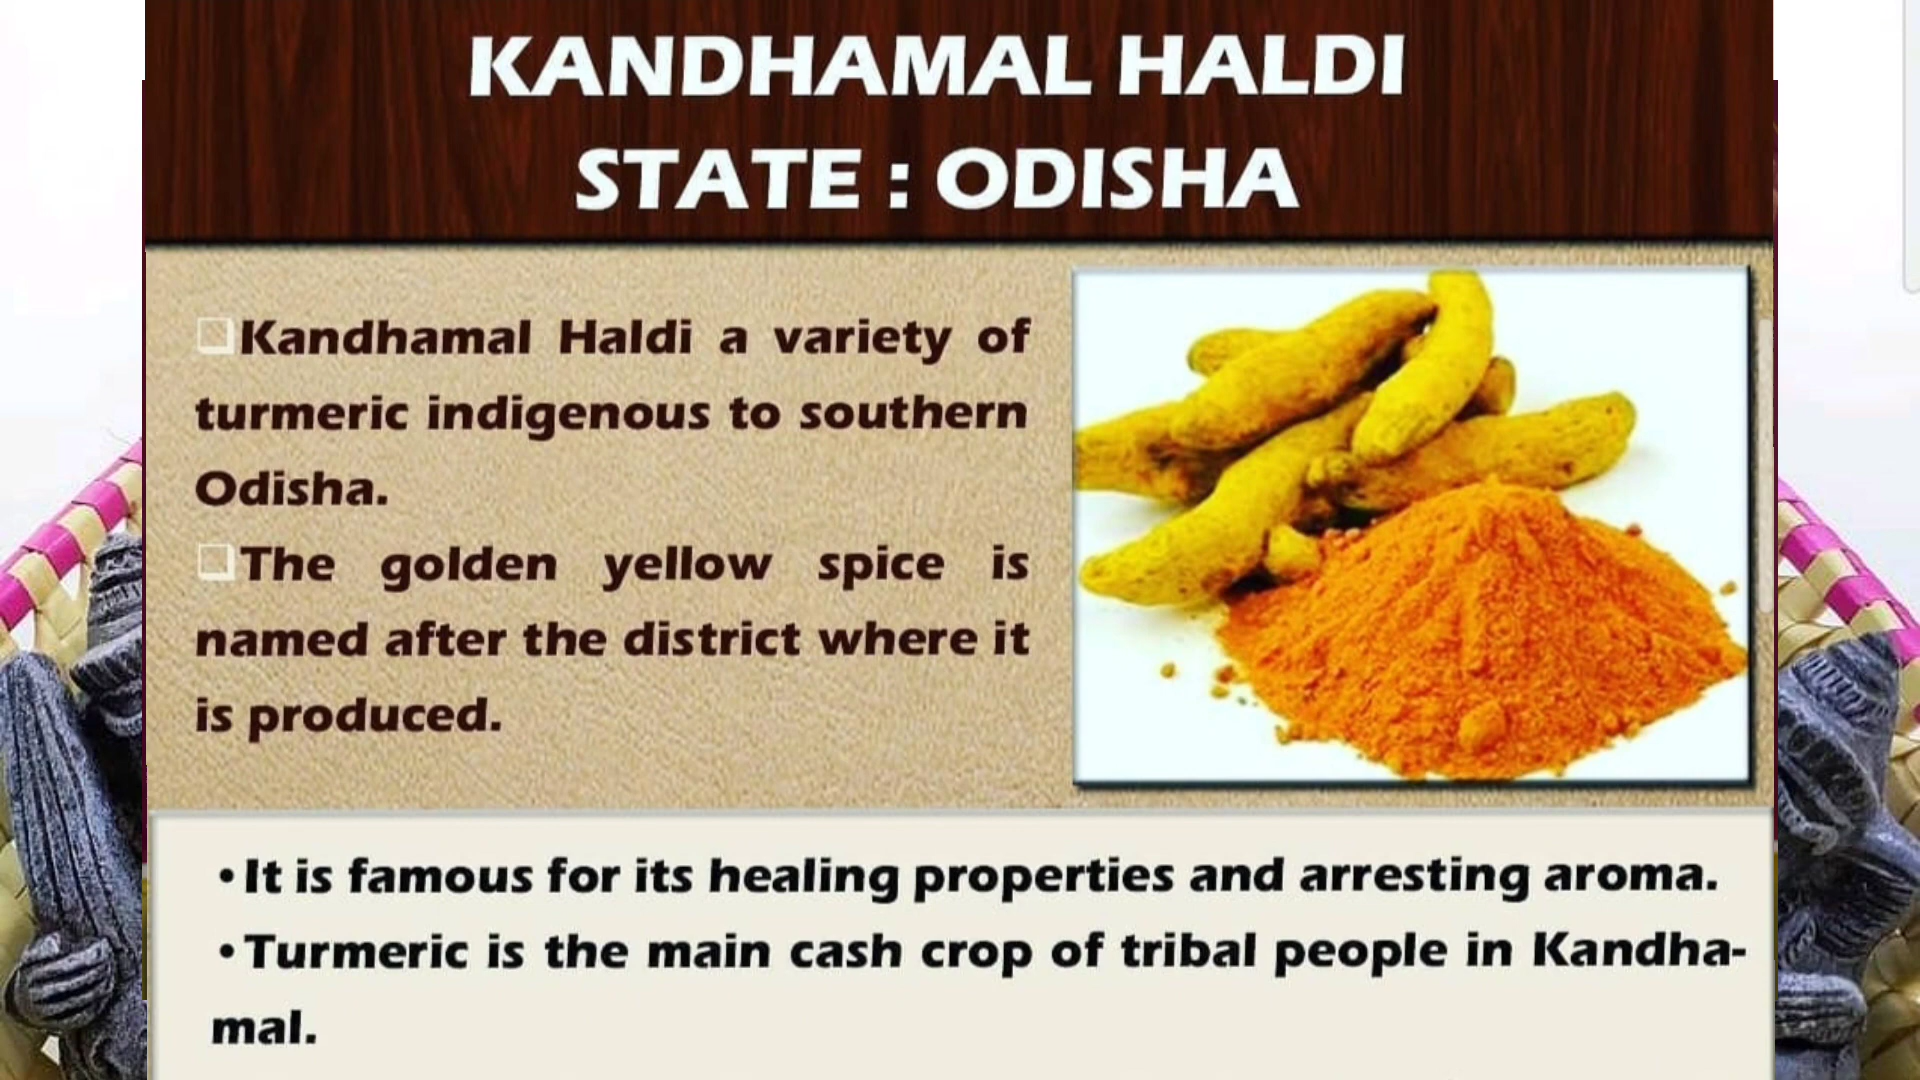 KANDHAMAL HALDI
STATE : ODISHA
❑Kandhamal Haldi a variety of
turmeric indigenous to southern
Odisha.
❑The golden yellow spice is
named after the district where it
is produced.
•It is famous for its healing properties and arresting aroma.
•Turmeric is the main cash crop of tribal people in Kandha-
mal.